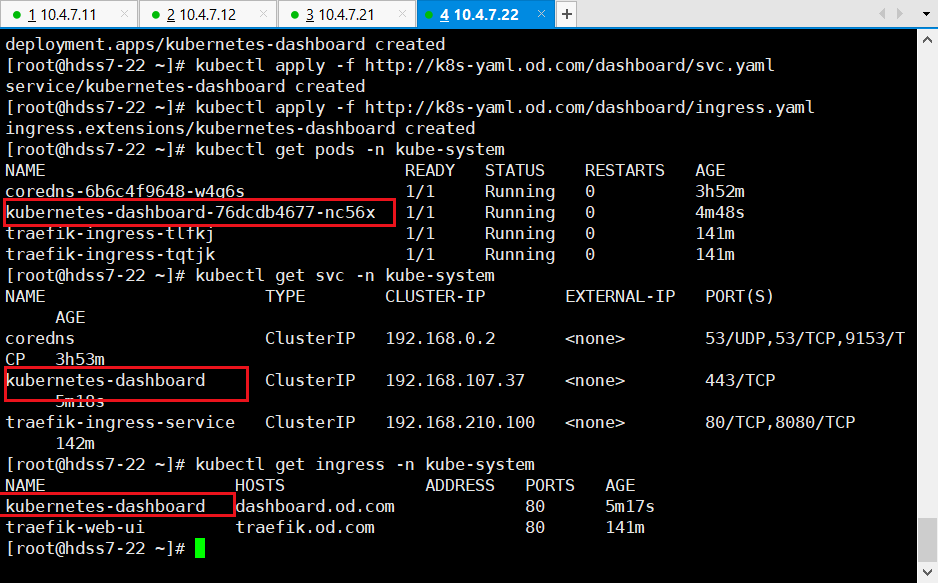 1 10.4.7.11 × 2 10.4.7.12 × 3 10.4.7.21 × 4 10.4.7.22 × +
deployment.apps/kubernetes-dashboard created
[root@hdss7-22 ~]# kubectl apply -f http://k8s-yaml.od.com/dashboard/svc.yaml
service/kubernetes-dashboard created
[root@hdss7-22 ~]# kubectl apply -f http://k8s-yaml.od.com/dashboard/ingress.yaml
ingress.extensions/kubernetes-dashboard created
[root@hdss7-22 ~]# kubectl get pods -n kube-system
NAME READY STATUS RESTARTS AGE
coredns-6b6c4f9648-w4q6s 1/1 Running 0 3h52m
kubernetes-dashboard-76dcdb4677-nc56x 1/1 Running 0 4m48s
traefik-ingress-tlfkj 1/1 Running 0 141m
traefik-ingress-tqtjk 1/1 Running 0 141m
[root@hdss7-22 ~]# kubectl get svc -n kube-system
NAME TYPE CLUSTER-IP EXTERNAL-IP PORT(S)
AGE
coredns ClusterIP 192.168.0.2 <none> 53/UDP,53/TCP,9153/T
CP 3h53m
kubernetes-dashboard ClusterIP 192.168.107.37 <none> 443/TCP
5m18s
traefik-ingress-service ClusterIP 192.168.210.100 <none> 80/TCP,8080/TCP
142m
[root@hdss7-22 ~]# kubectl get ingress -n kube-system
NAME HOSTS ADDRESS PORTS AGE
kubernetes-dashboard dashboard.od.com 80 5m17s
traefik-web-ui traefik.od.com 80 141m
[root@hdss7-22 ~]#